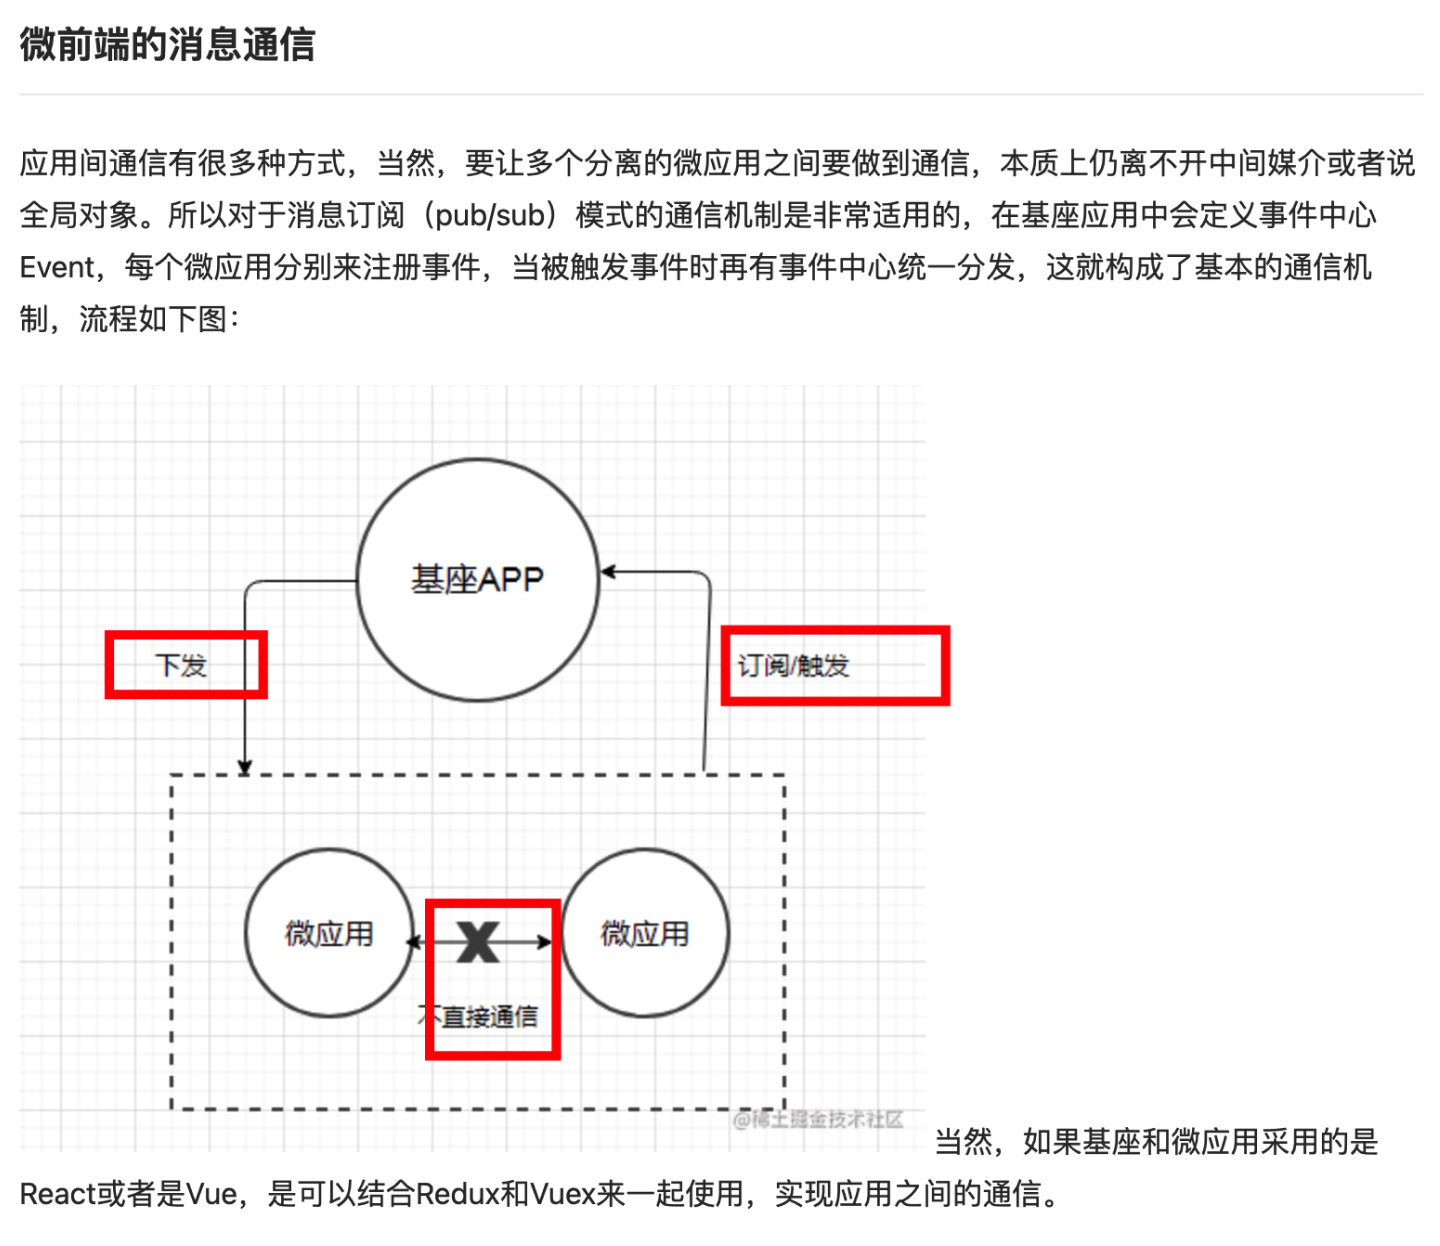 微前端的消息通信
应用间通信有很多种方式，当然，要让多个分离的微应用之间要做到通信，本质上仍离不开中间媒介或者说
全局对象。所以对于消息订阅（pub/sub）模式的通信机制是非常适用的，在基座应用中会定义事件中心
Event，每个微应用分别来注册事件，当被触发事件时再有事件中心统一分发，这就构成了基本的通信机
制，流程如下图：
基座APP
下发
订阅/触发
微应用
微应用
不直接通信
@稀土掘金技术社区
当然，如果基座和微应用采用的是
React或者是Vue，是可以结合Redux和Vuex来一起使用，实现应用之间的通信。